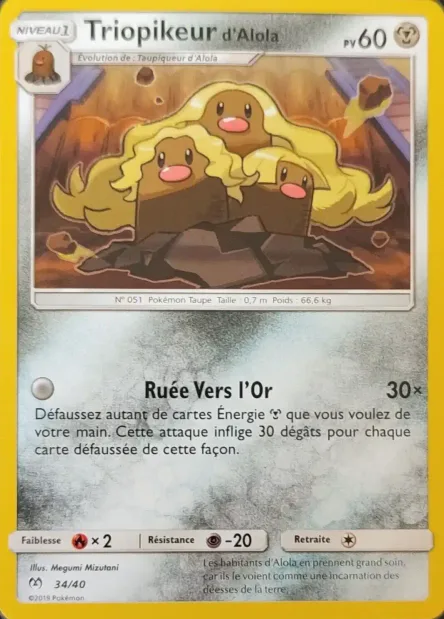 NIVEAU 1
Triopikeur d'Alola
PV 60
Évolution de : Taupiqueur d'Alola
N° 051 Pokémon Taupe Taille : 0,7 m Poids : 66,6 kg
Ruée Vers l'Or 30×
Défaussez autant de cartes Énergie que vous voulez de
votre main. Cette attaque inflige 30 dégâts pour chaque
carte défaussée de cette façon.
Faiblesse × 2 Résistance -20 Retraite
Illus. Megumi Mizutani
34/40
©2019 Pokémon
Les habitants d'Alola en prennent grand soin,
car ils le voient comme une incarnation des
déesses de la terre.